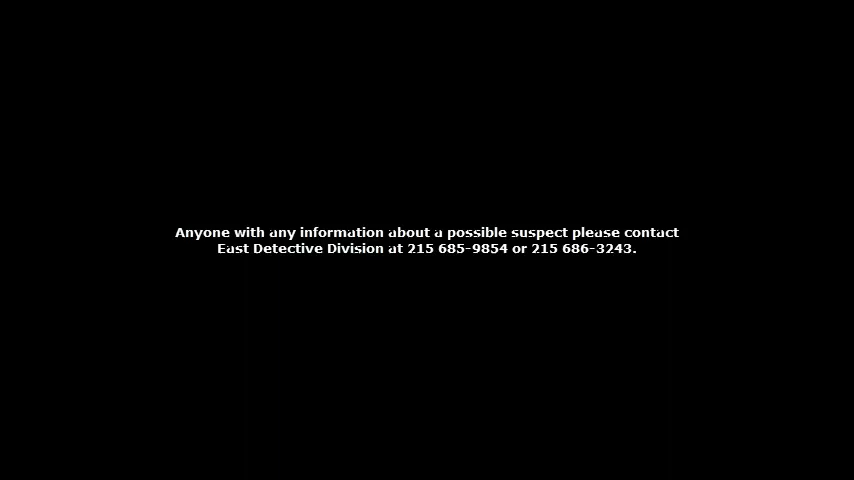 Anyone with any information about a possible suspect please contact
East Detective Division at 215 685-9854 or 215 686-3243.